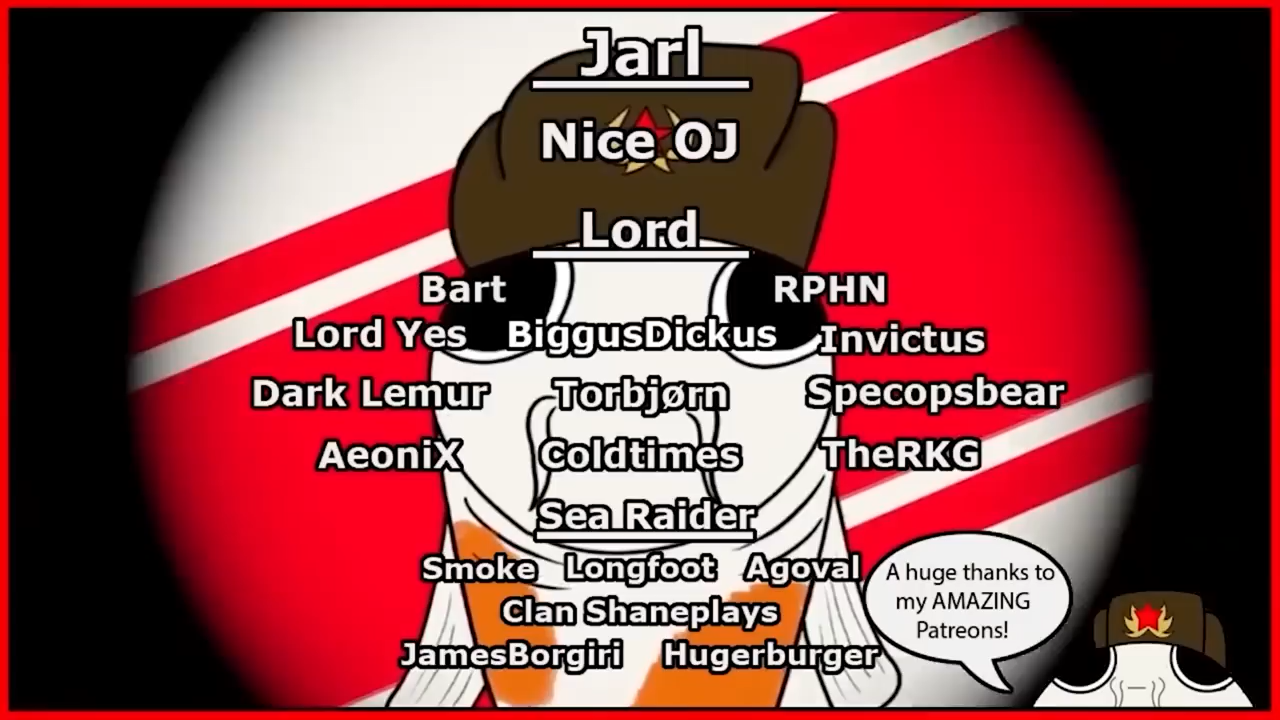 Jarl
Nice OJ
Lord
Bart RPHN
Lord Yes BiggusDickus Invictus
Dark Lemur Torbjørn Specopsbear
AeoniX Coldtimes TheRKG
Sea Raider
Smoke Longfoot Agoval
Clan Shaneplays
JamesBorgiri Hugerburger
A huge thanks to
my AMAZING
Patreons!